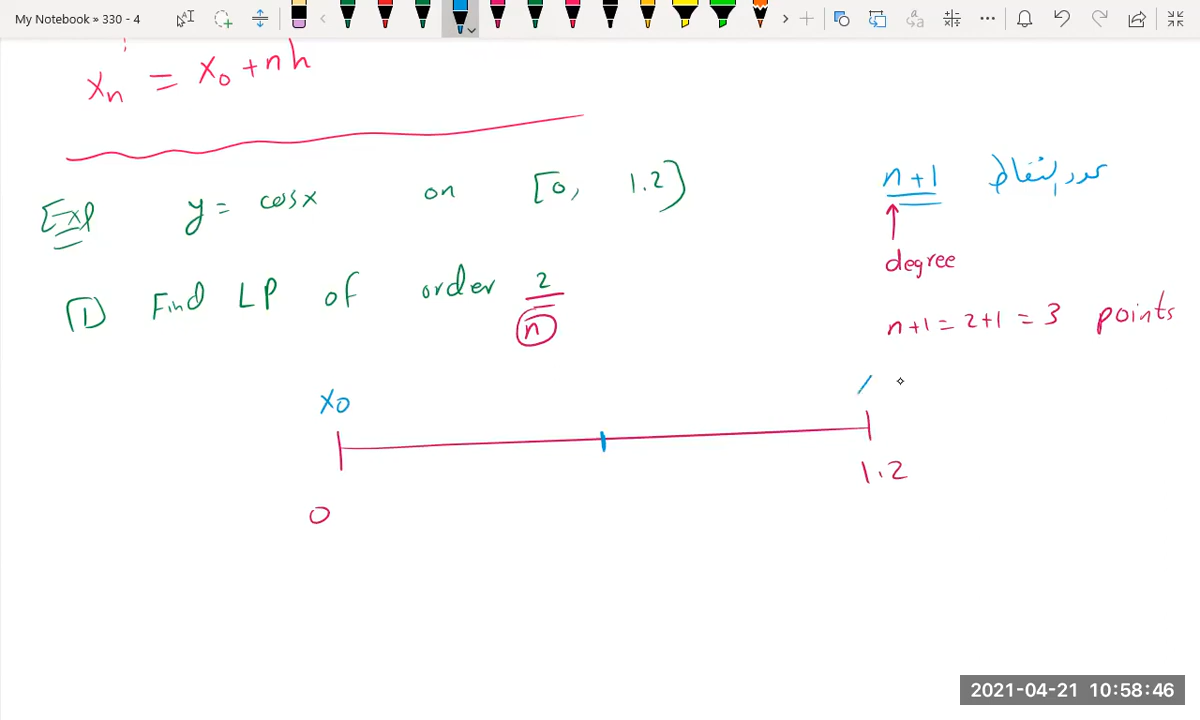 My Notebook » 330 - 4
xn = x0 + nh
Exp y = cosx on [0, 1.2]
n+1 عدد النقاط
degree
① Find LP of order 2
n
n+1 = 2+1 = 3 points
x0
0
1.2
2021-04-21 10:58:46